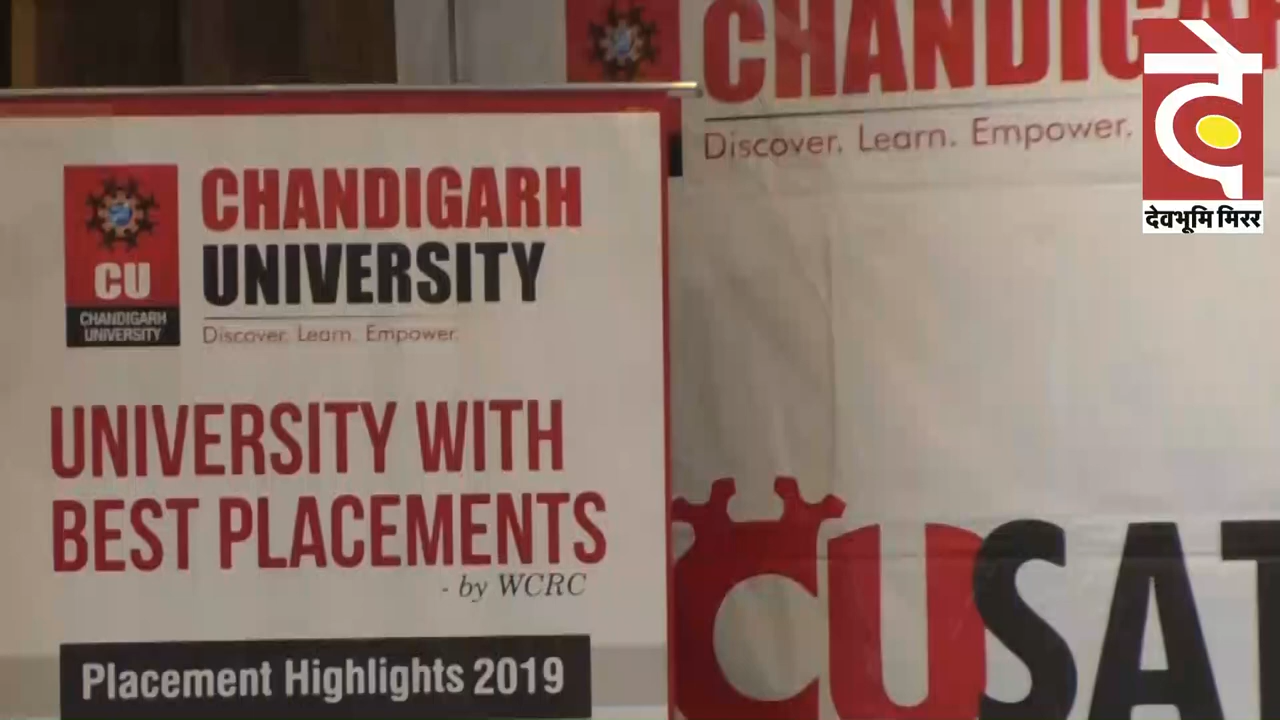 CU
CHANDIGARH
UNIVERSITY
CHANDIGARH
UNIVERSITY
Discover. Learn. Empower.
UNIVERSITY WITH
BEST PLACEMENTS
- by WCRC
Placement Highlights 2019
Discover. Learn. Empower.
CUSAT
दे
देवभूमि मिरर